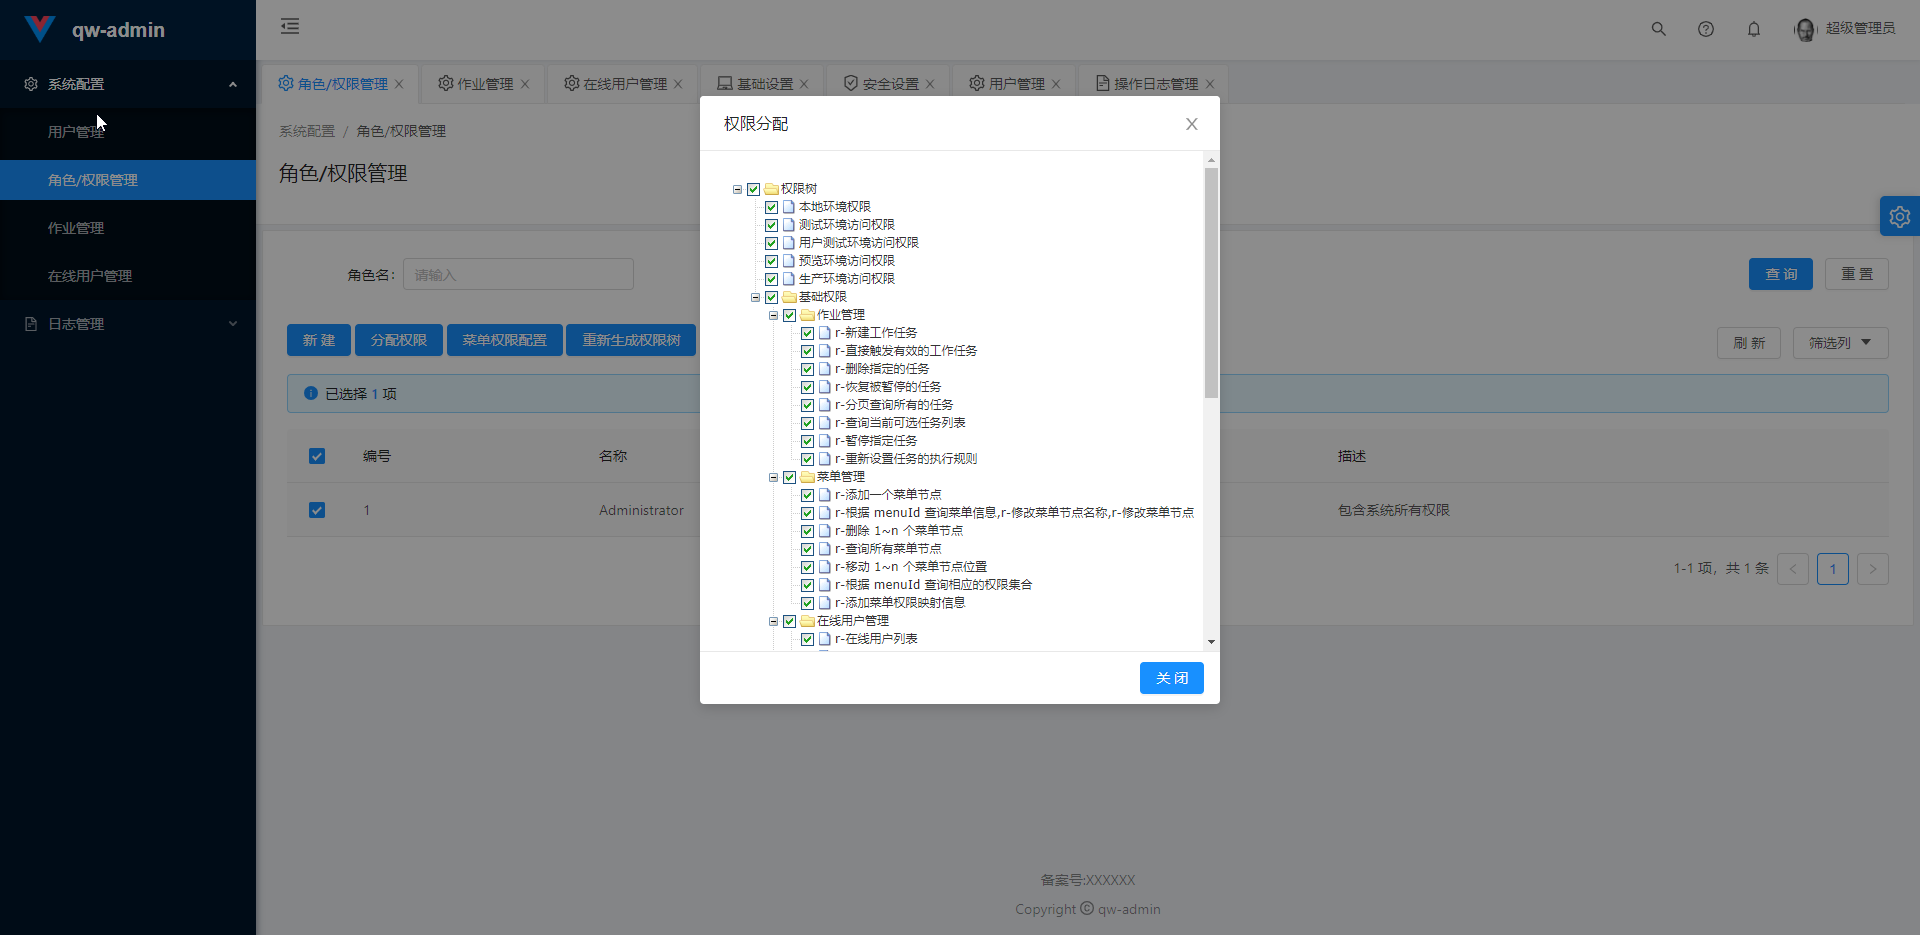 qw-admin
超级管理员
系统配置
用户管理
角色/权限管理
作业管理
在线用户管理
日志管理
角色/权限管理
作业管理
在线用户管理
基础设置
安全设置
用户管理
操作日志管理
系统配置 / 角色/权限管理
角色/权限管理
角色名: 请输入
查 询
重 置
新 建
分配权限
菜单权限配置
重新生成权限树
刷 新
筛选列
已选择 1 项
编号 名称 描述
1 Administrator 包含系统所有权限
1-1 项，共 1 条
1
权限分配
权限树
本地环境权限
测试环境访问权限
用户测试环境访问权限
预览环境访问权限
生产环境访问权限
基础权限
作业管理
r-新建工作任务
r-直接触发有效的工作任务
r-删除指定的任务
r-恢复被暂停的任务
r-分页查询所有的任务
r-查询当前可选任务列表
r-暂停指定任务
r-重新设置任务的执行规则
菜单管理
r-添加一个菜单节点
r-根据 menuId 查询菜单信息,r-修改菜单节点名称,r-修改菜单节点
r-删除 1~n 个菜单节点
r-查询所有菜单节点
r-移动 1~n 个菜单节点位置
r-根据 menuId 查询相应的权限集合
r-添加菜单权限映射信息
在线用户管理
r-在线用户列表
关 闭
备案号:XXXXXX
Copyright © qw-admin